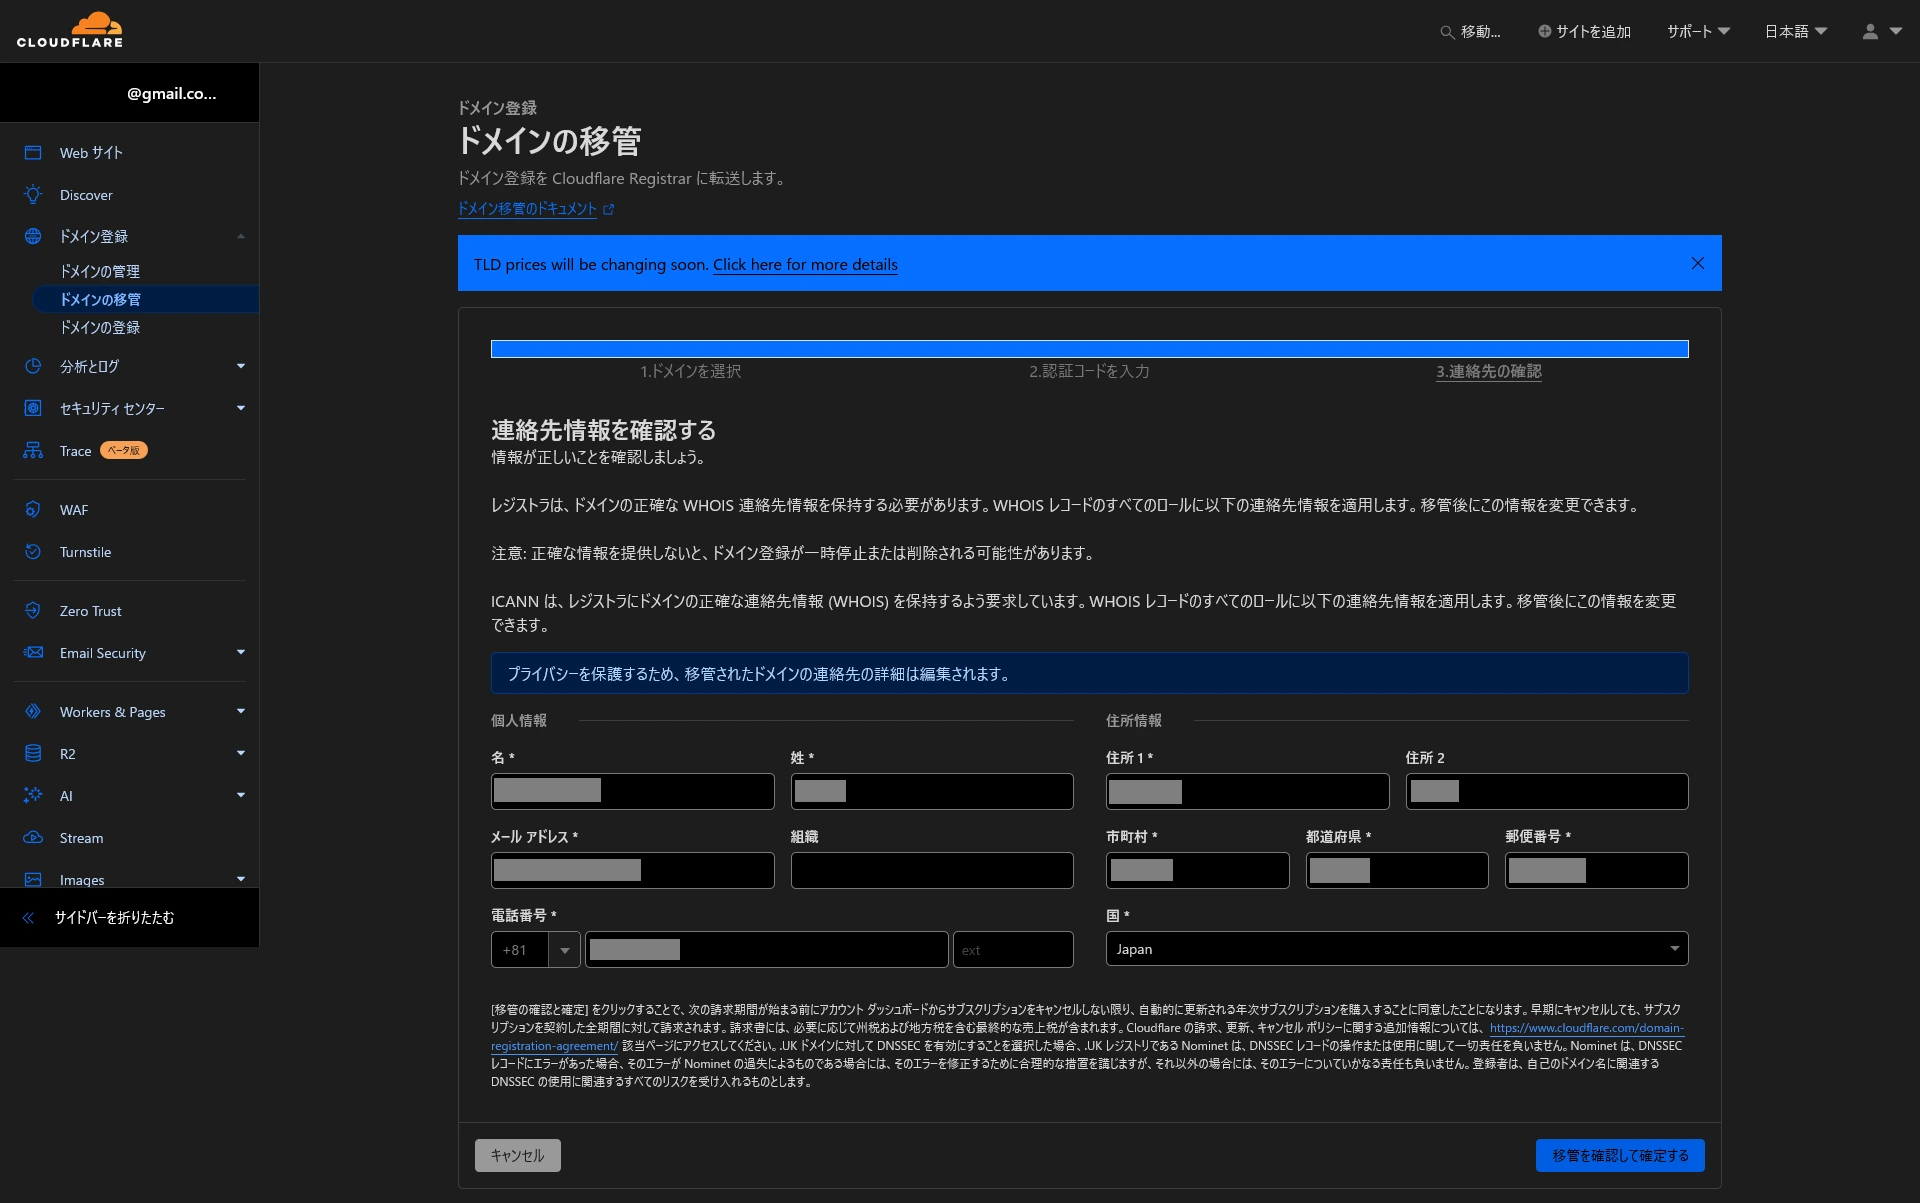 CLOUDFLARE
移動...
サイトを追加
サポート
日本語
@gmail.co...
Web サイト
Discover
ドメイン登録
ドメインの管理
ドメインの移管
ドメインの登録
分析とログ
セキュリティ センター
Trace ベータ版
WAF
Turnstile
Zero Trust
Email Security
Workers & Pages
R2
AI
Stream
Images
サイドバーを折りたたむ
ドメイン登録
ドメインの移管
ドメイン登録を Cloudflare Registrar に転送します。
ドメイン移管のドキュメント
TLD prices will be changing soon. Click here for more details
1.ドメインを選択
2.認証コードを入力
3.連絡先の確認
連絡先情報を確認する
情報が正しいことを確認しましょう。
レジストラは、ドメインの正確な WHOIS 連絡先情報を保持する必要があります。WHOIS レコードのすべてのロールに以下の連絡先情報を適用します。移管後にこの情報を変更できます。
注意: 正確な情報を提供しないと、ドメイン登録が一時停止または削除される可能性があります。
ICANN は、レジストラにドメインの正確な連絡先情報 (WHOIS) を保持するよう要求しています。WHOIS レコードのすべてのロールに以下の連絡先情報を適用します。移管後にこの情報を変更
できます。
プライバシーを保護するため、移管されたドメインの連絡先の詳細は編集されます。
個人情報
住所情報
名 *
姓 *
住所 1 *
住所 2
メール アドレス *
組織
市町村 *
都道府県 *
郵便番号 *
電話番号 *
国 *
+81
ext
Japan
[移管の確認と確定] をクリックすることで、次の請求期間が始まる前にアカウント ダッシュボードからサブスクリプションをキャンセルしない限り、自動的に更新される年次サブスクリプションを購入することに同意したことになります。早期にキャンセルしても、サブスク
リプションを契約した全期間に対して請求されます。請求書には、必要に応じて州税および地方税を含む最終的な売上税が含まれます。Cloudflare の請求、更新、キャンセル ポリシーに関する追加情報については、 https://www.cloudflare.com/domain-
registration-agreement/ 該当ページにアクセスしてください。.UK ドメインに対して DNSSEC を有効にすることを選択した場合、.UK レジストリである Nominet は、DNSSEC レコードの操作または使用に関して一切責任を負いません。Nominet は、DNSSEC
レコードにエラーがあった場合、そのエラーが Nominet の過失によるものである場合には、そのエラーを修正するために合理的な措置を講じますが、それ以外の場合には、そのエラーについていかなる責任も負いません。登録者は、自己のドメイン名に関連する
DNSSEC の使用に関連するすべてのリスクを受け入れるものとします。
キャンセル
移管を確認して確定する